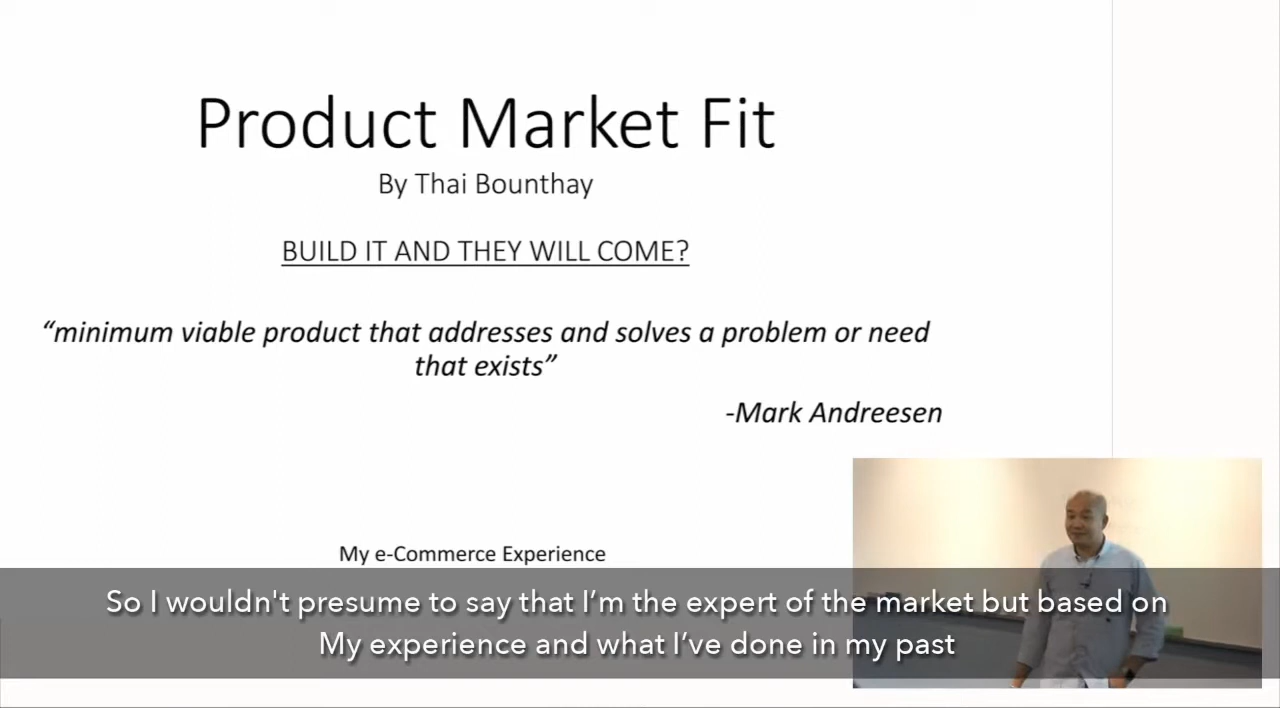 Product Market Fit
By Thai Bounthay
BUILD IT AND THEY WILL COME?
“minimum viable product that addresses and solves a problem or need
that exists”
-Mark Andreesen
My e-Commerce Experience
So I wouldn't presume to say that I’m the expert of the market but based on
My experience and what I’ve done in my past